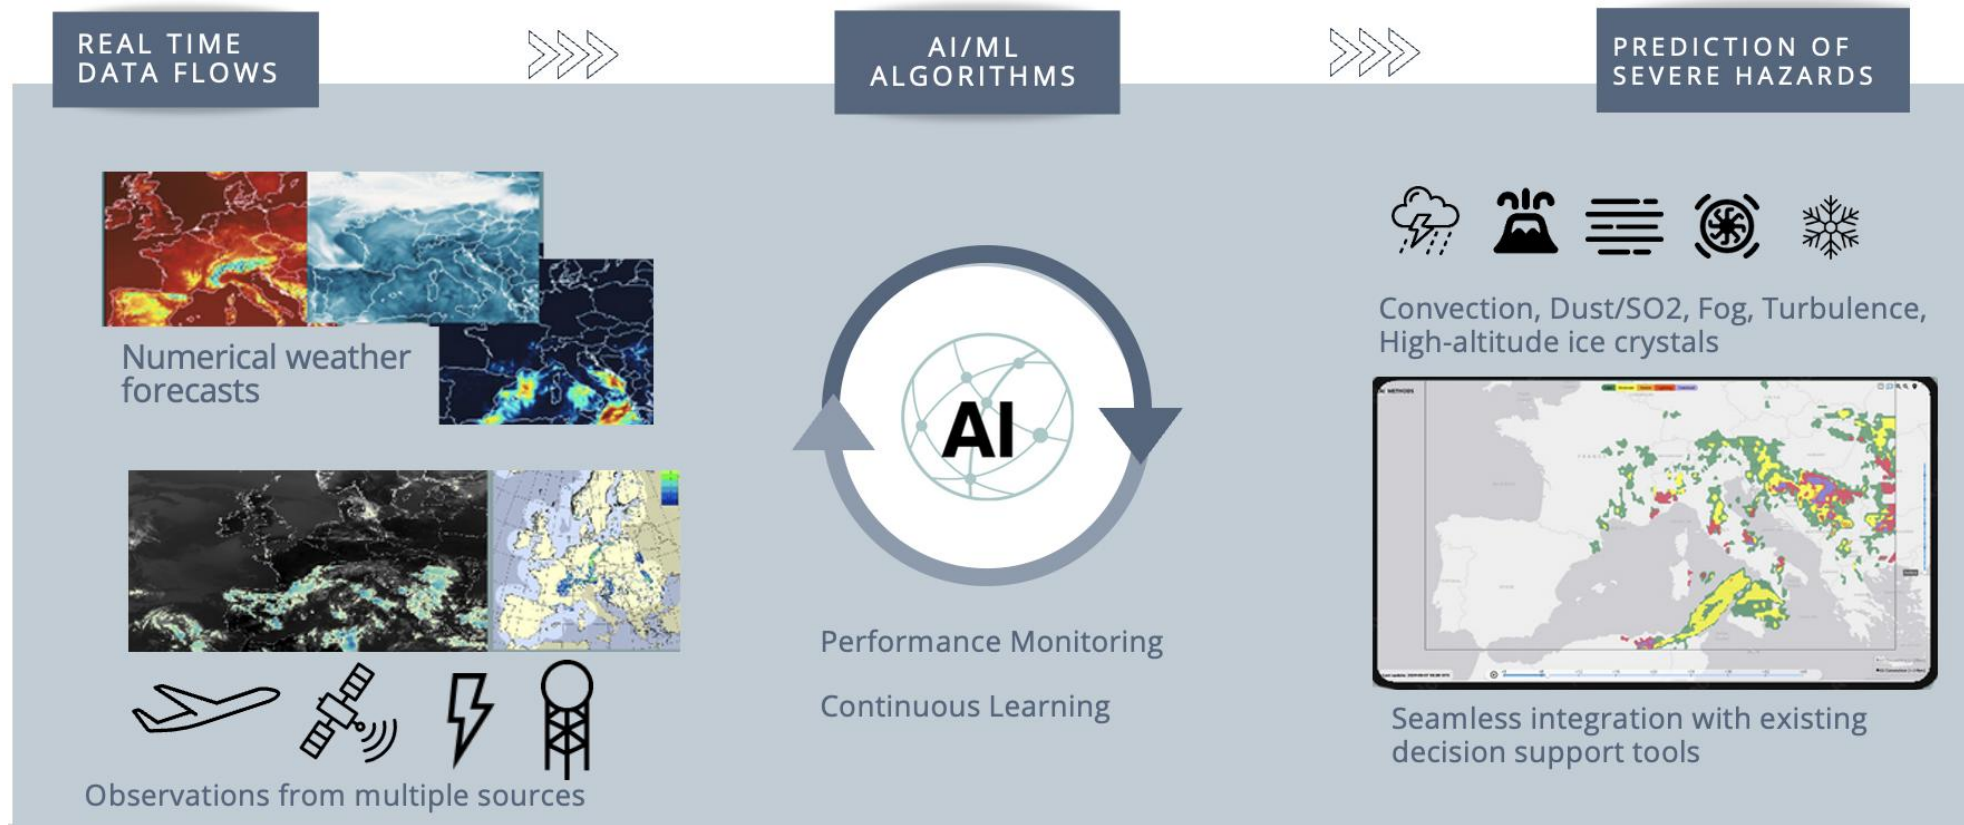 REAL TIME
DATA FLOWS
AI/ML
ALGORITHMS
PREDICTION OF
SEVERE HAZARDS
Numerical weather
forecasts
Observations from multiple sources
AI
Performance Monitoring
Continuous Learning
Convection, Dust/SO2, Fog, Turbulence,
High-altitude ice crystals
Seamless integration with existing
decision support tools